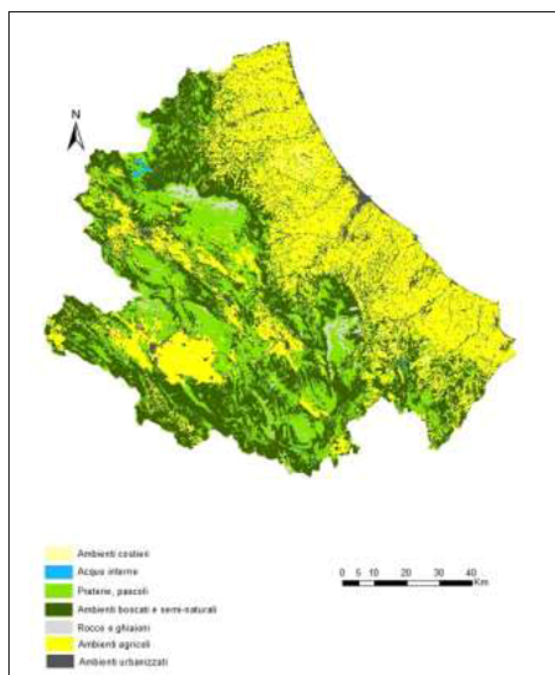 N
Ambienti costieri
Acque interne
Praterie, pascoli
Ambienti boscati e semi-naturali
Rocce e ghiaioni
Ambienti agricoli
Ambienti urbanizzati
0 5 10 20 30 40
Km